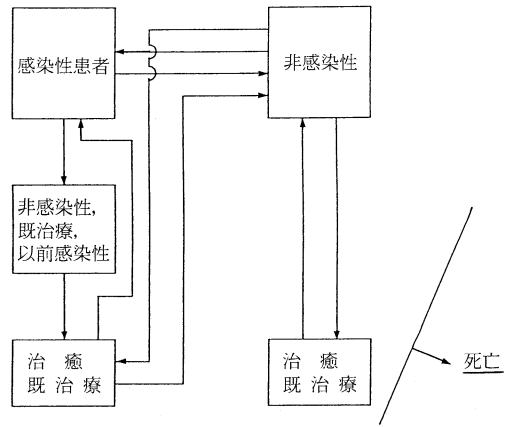 感染性患者
非感染性
非感染性，
既治療，
以前感染性
治癒
既治療
治癒
既治療
死亡